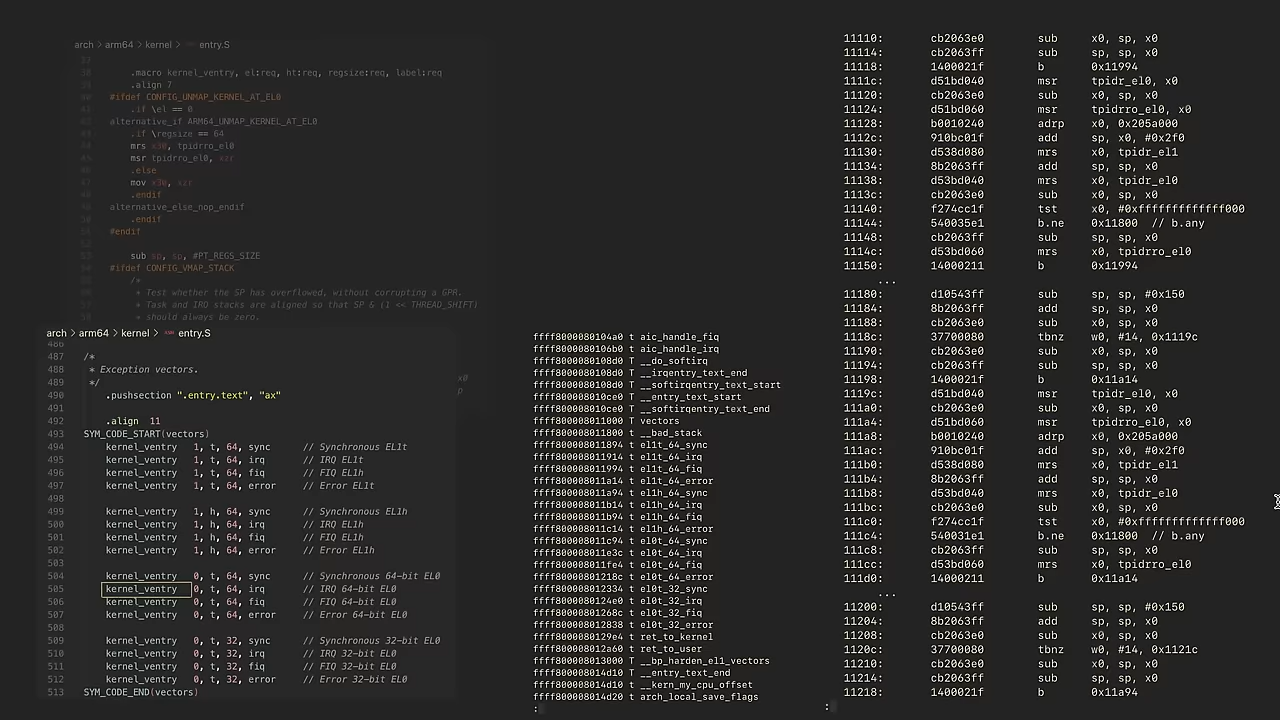 arch > arm64 > kernel > entry.S
.macro kernel_ventry, el:req, ht:req, regsize:req, label:req
.align 7
#ifdef CONFIG_UNMAP_KERNEL_AT_EL0
.if \el == 0
alternative_if ARM64_UNMAP_KERNEL_AT_EL0
.if \regsize == 64
mrs x30, tpidrro_el0
msr tpidrro_el0, xzr
.else
mov x30, xzr
.endif
alternative_else_nop_endif
.endif
#endif
sub sp, sp, #PT_REGS_SIZE
#ifdef CONFIG_VMAP_STACK
/*
* Test whether the SP has overflowed, without corrupting a GPR.
* Task and IRQ stacks are aligned so that SP & (1 << THREAD_SHIFT)
* should always be zero.
arch > arm64 > kernel > entry.S
486
487 /*
488 * Exception vectors.
489 */
490 .pushsection ".entry.text", "ax"
491
492 .align 11
493 SYM_CODE_START(vectors)
494 kernel_ventry 1, t, 64, sync // Synchronous EL1t
495 kernel_ventry 1, t, 64, irq // IRQ EL1t
496 kernel_ventry 1, t, 64, fiq // FIQ EL1h
497 kernel_ventry 1, t, 64, error // Error EL1t
498
499 kernel_ventry 1, h, 64, sync // Synchronous EL1h
500 kernel_ventry 1, h, 64, irq // IRQ EL1h
501 kernel_ventry 1, h, 64, fiq // FIQ EL1h
502 kernel_ventry 1, h, 64, error // Error EL1h
503
504 kernel_ventry 0, t, 64, sync // Synchronous 64-bit EL0
505 kernel_ventry 0, t, 64, irq // IRQ 64-bit EL0
506 kernel_ventry 0, t, 64, fiq // FIQ 64-bit EL0
507 kernel_ventry 0, t, 64, error // Error 64-bit EL0
508
509 kernel_ventry 0, t, 32, sync // Synchronous 32-bit EL0
510 kernel_ventry 0, t, 32, irq // IRQ 32-bit EL0
511 kernel_ventry 0, t, 32, fiq // FIQ 32-bit EL0
512 kernel_ventry 0, t, 32, error // Error 32-bit EL0
513 SYM_CODE_END(vectors)
x0
p
ffff8000080104a0 t aic_handle_fiq
ffff8000080106b0 t aic_handle_irq
ffff8000080108d0 T __do_softirq
ffff8000080108d0 T __irqentry_text_end
ffff8000080108d0 T __softirqentry_text_start
ffff800008010ce0 T __entry_text_start
ffff800008010ce0 T __softirqentry_text_end
ffff800008011000 T vectors
ffff800008011800 t __bad_stack
ffff800008011894 t el1t_64_sync
ffff800008011914 t el1t_64_irq
ffff800008011994 t el1t_64_fiq
ffff800008011a14 t el1t_64_error
ffff800008011a94 t el1h_64_sync
ffff800008011b14 t el1h_64_irq
ffff800008011b94 t el1h_64_fiq
ffff800008011c14 t el1h_64_error
ffff800008011c94 t el0t_64_sync
ffff800008011e3c t el0t_64_irq
ffff800008011fe4 t el0t_64_fiq
ffff80000801218c t el0t_64_error
ffff800008012334 t el0t_32_sync
ffff8000080124e0 t el0t_32_irq
ffff80000801268c t el0t_32_fiq
ffff800008012838 t el0t_32_error
ffff8000080129e4 t ret_to_kernel
ffff800008012a60 t ret_to_user
ffff800008013000 T __bp_harden_el1_vectors
ffff800008014d10 T __entry_text_end
ffff800008014d10 t __kern_my_cpu_offset
ffff800008014d20 t arch_local_save_flags
:
11110: cb2063e0 sub x0, sp, x0
11114: cb2063ff sub sp, sp, x0
11118: 1400021f b 0x11994
1111c: d51bd040 msr tpidr_el0, x0
11120: cb2063e0 sub x0, sp, x0
11124: d51bd060 msr tpidrro_el0, x0
11128: b0010240 adrp x0, 0x205a000
1112c: 910bc01f add sp, x0, #0x2f0
11130: d538d080 mrs x0, tpidr_el1
11134: 8b2063ff add sp, sp, x0
11138: d53bd040 mrs x0, tpidr_el0
1113c: cb2063e0 sub x0, sp, x0
11140: f274cc1f tst x0, #0xfffffffffffff000
11144: 540035e1 b.ne 0x11800 // b.any
11148: cb2063ff sub sp, sp, x0
1114c: d53bd060 mrs x0, tpidrro_el0
11150: 14000211 b 0x11994
...
11180: d10543ff sub sp, sp, #0x150
11184: 8b2063ff add sp, sp, x0
11188: cb2063e0 sub x0, sp, x0
1118c: 37700080 tbnz w0, #14, 0x1119c
11190: cb2063e0 sub x0, sp, x0
11194: cb2063ff sub sp, sp, x0
11198: 1400021f b 0x11a14
1119c: d51bd040 msr tpidr_el0, x0
111a0: cb2063e0 sub x0, sp, x0
111a4: d51bd060 msr tpidrro_el0, x0
111a8: b0010240 adrp x0, 0x205a000
111ac: 910bc01f add sp, x0, #0x2f0
111b0: d538d080 mrs x0, tpidr_el1
111b4: 8b2063ff add sp, sp, x0
111b8: d53bd040 mrs x0, tpidr_el0
111bc: cb2063e0 sub x0, sp, x0
111c0: f274cc1f tst x0, #0xfffffffffffff000
111c4: 540031e1 b.ne 0x11800 // b.any
111c8: cb2063ff sub sp, sp, x0
111cc: d53bd060 mrs x0, tpidrro_el0
111d0: 14000211 b 0x11a14
...
11200: d10543ff sub sp, sp, #0x150
11204: 8b2063ff add sp, sp, x0
11208: cb2063e0 sub x0, sp, x0
1120c: 37700080 tbnz w0, #14, 0x1121c
11210: cb2063e0 sub x0, sp, x0
11214: cb2063ff sub sp, sp, x0
11218: 1400021f b 0x11a94
: